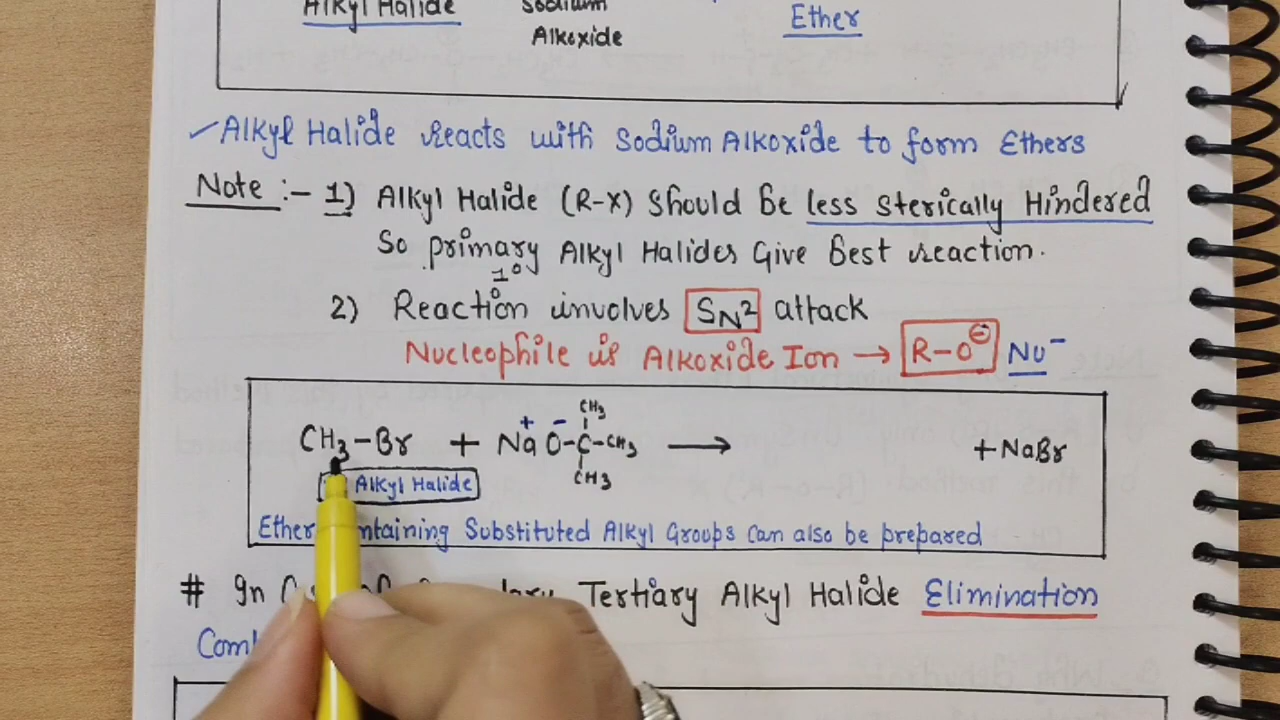 Alkyl Halide Sodium Ether
Alkoxide
✓Alkyl Halide reacts with Sodium Alkoxide to form Ethers
Note :- 1) Alkyl Halide (R-X) Should be less sterically Hindered
So primary Alkyl Halides Give Best reaction.
1°
2) Reaction involves SN2 attack
Nucleophile is Alkoxide Ion → R-O⊖ Nu⁻
CH3
CH3-Br + Na⁺ O⁻-C-CH3 ⟶ + NaBr
CH3
Alkyl Halide
Substituted Alkyl Groups can also be prepared
# In Tertiary Alkyl Halide Elimination